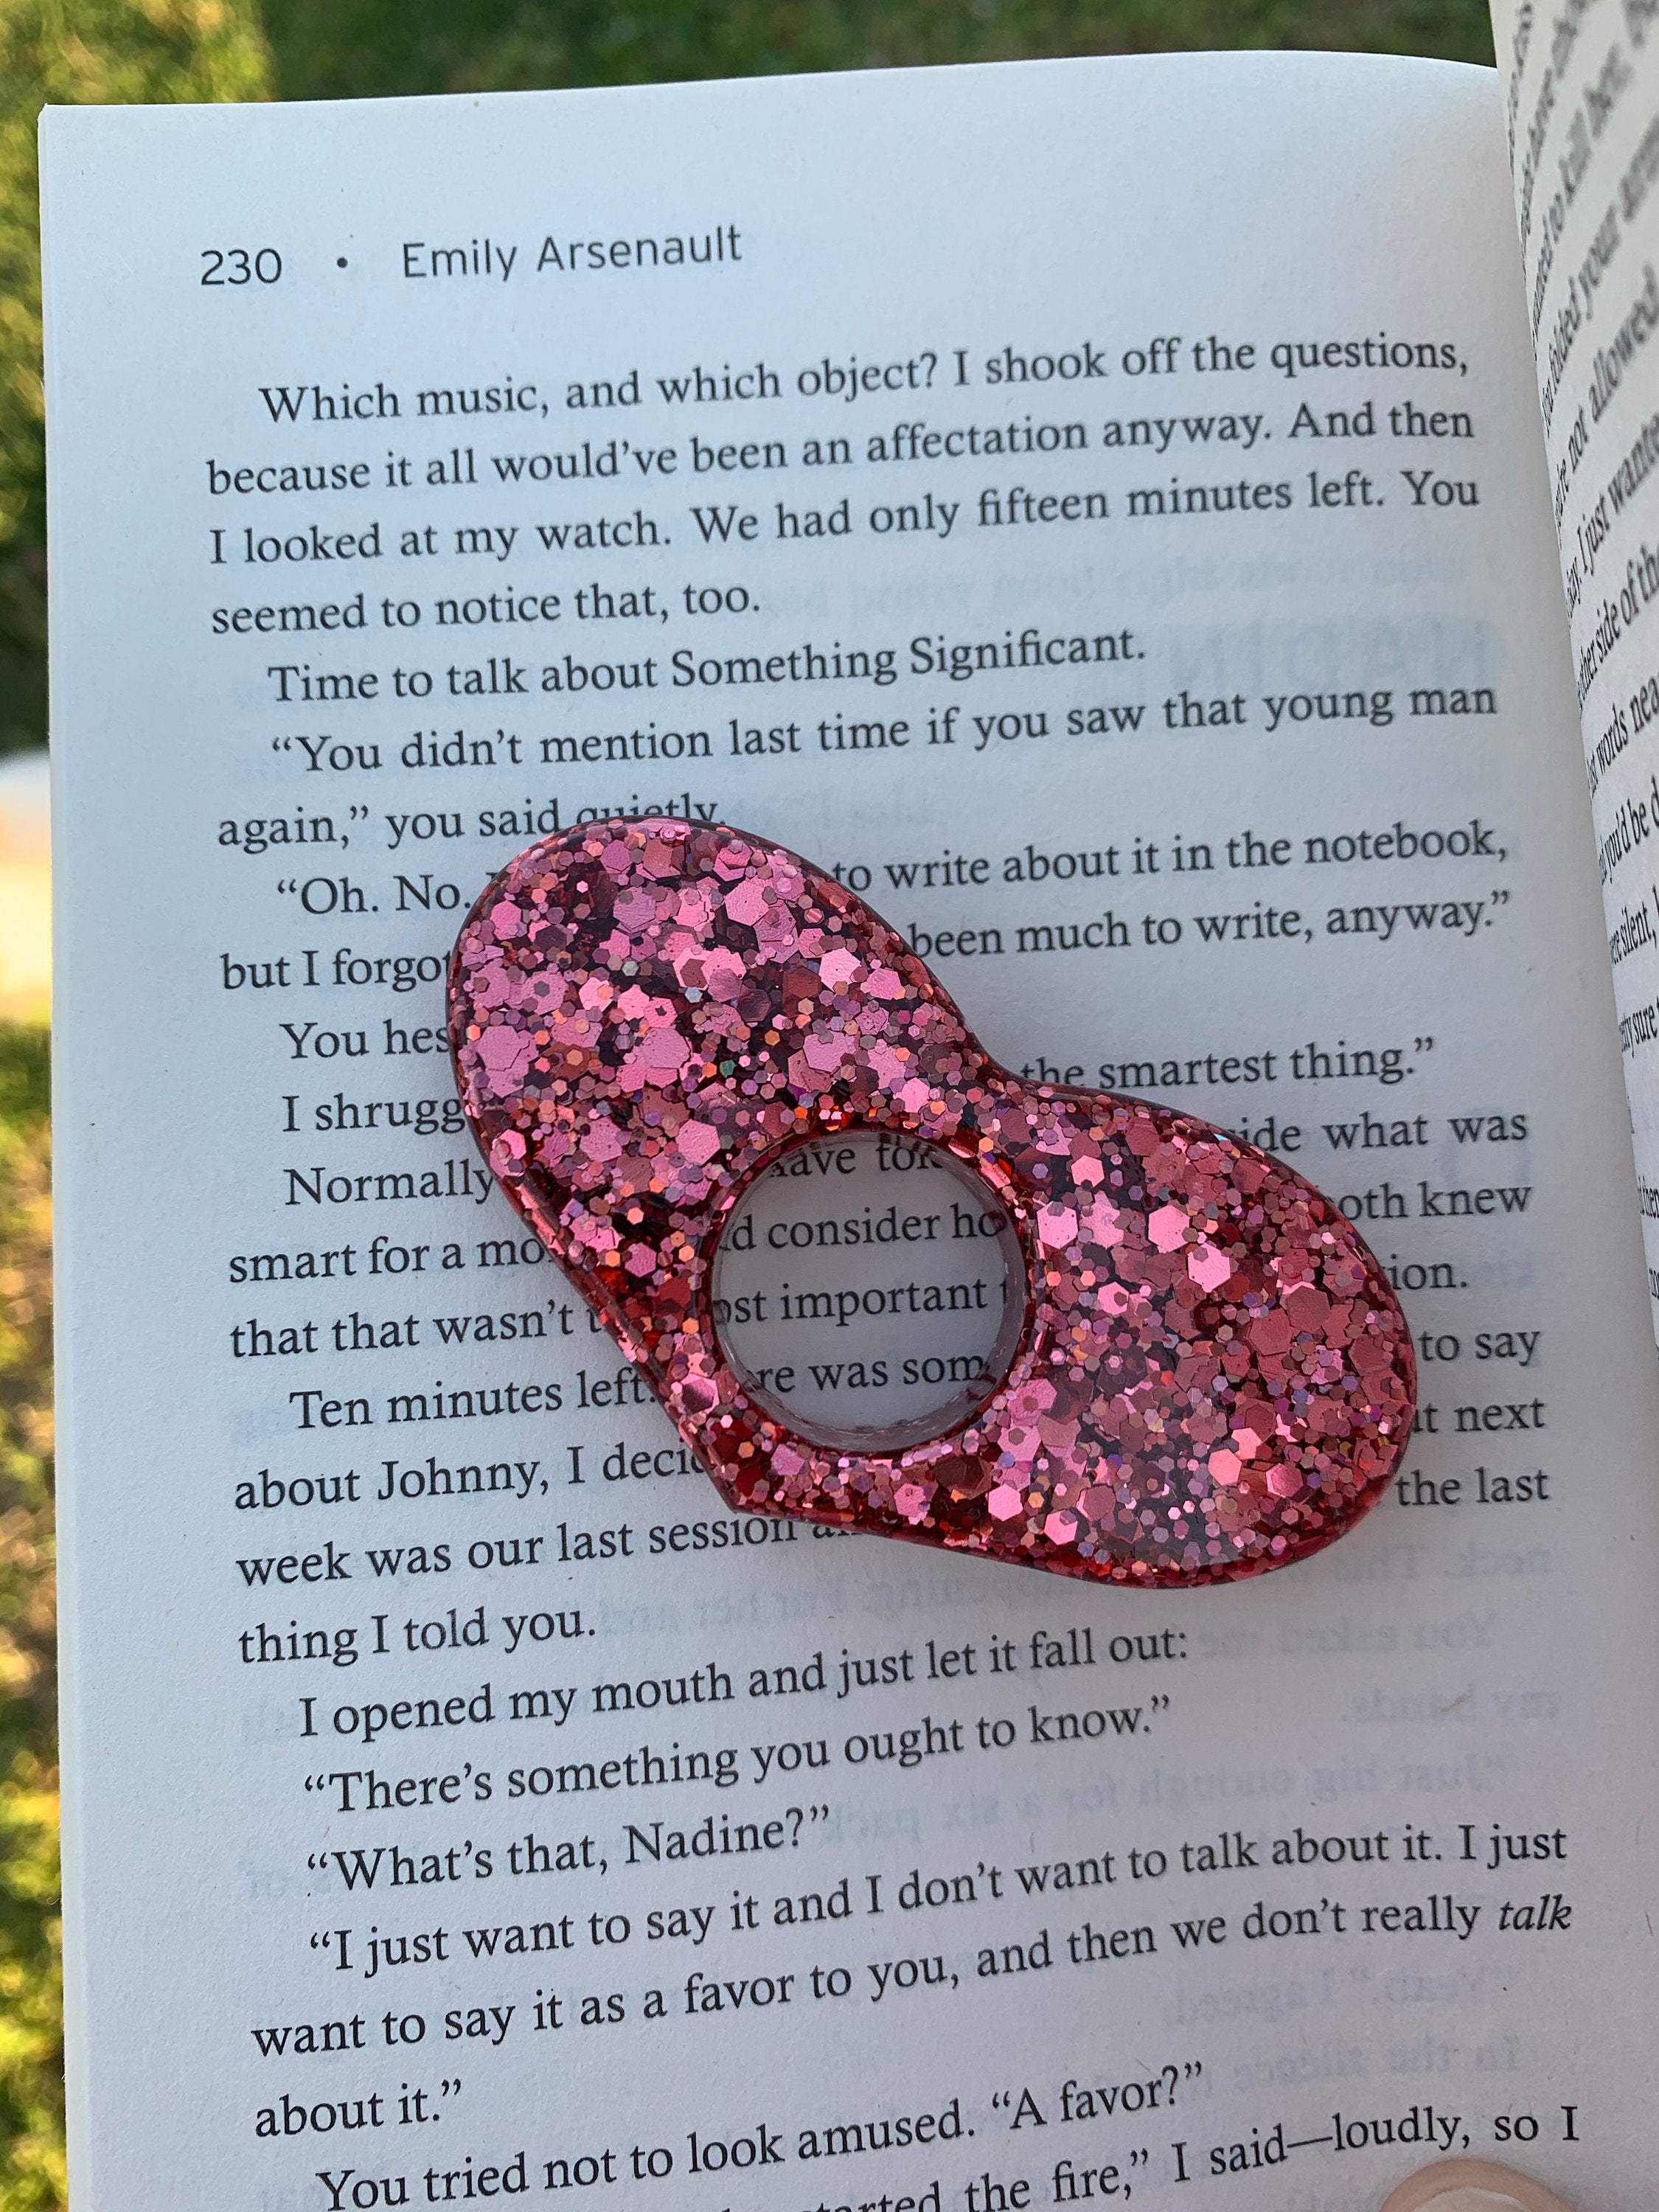 230 • Emily Arsenault
Which music, and which object? I shook off the questions,
because it all would've been an affectation anyway. And then
I looked at my watch. We had only fifteen minutes left. You
seemed to notice that, too.
Time to talk about Something Significant.
“You didn't mention last time if you saw that young man
again,” you said quietly.
“Oh. No. to write about it in the notebook,
but I forgot been much to write, anyway.”
You hes
I shrugg the smartest thing.”
Normally have ide what was
smart for a mo d consider ho oth knew
that that wasn't ost important ion.
Ten minutes left. re was som to say
about Johnny, I deci at next
week was our last session the last
thing I told you.
I opened my mouth and just let it fall out:
“There's something you ought to know.”
“What's that, Nadine?”
“I just want to say it and I don't want to talk about it. I just
want to say it as a favor to you, and then we don't really talk
about it.”
You tried not to look amused. “A favor?”
the fire,” I said—loudly, so I